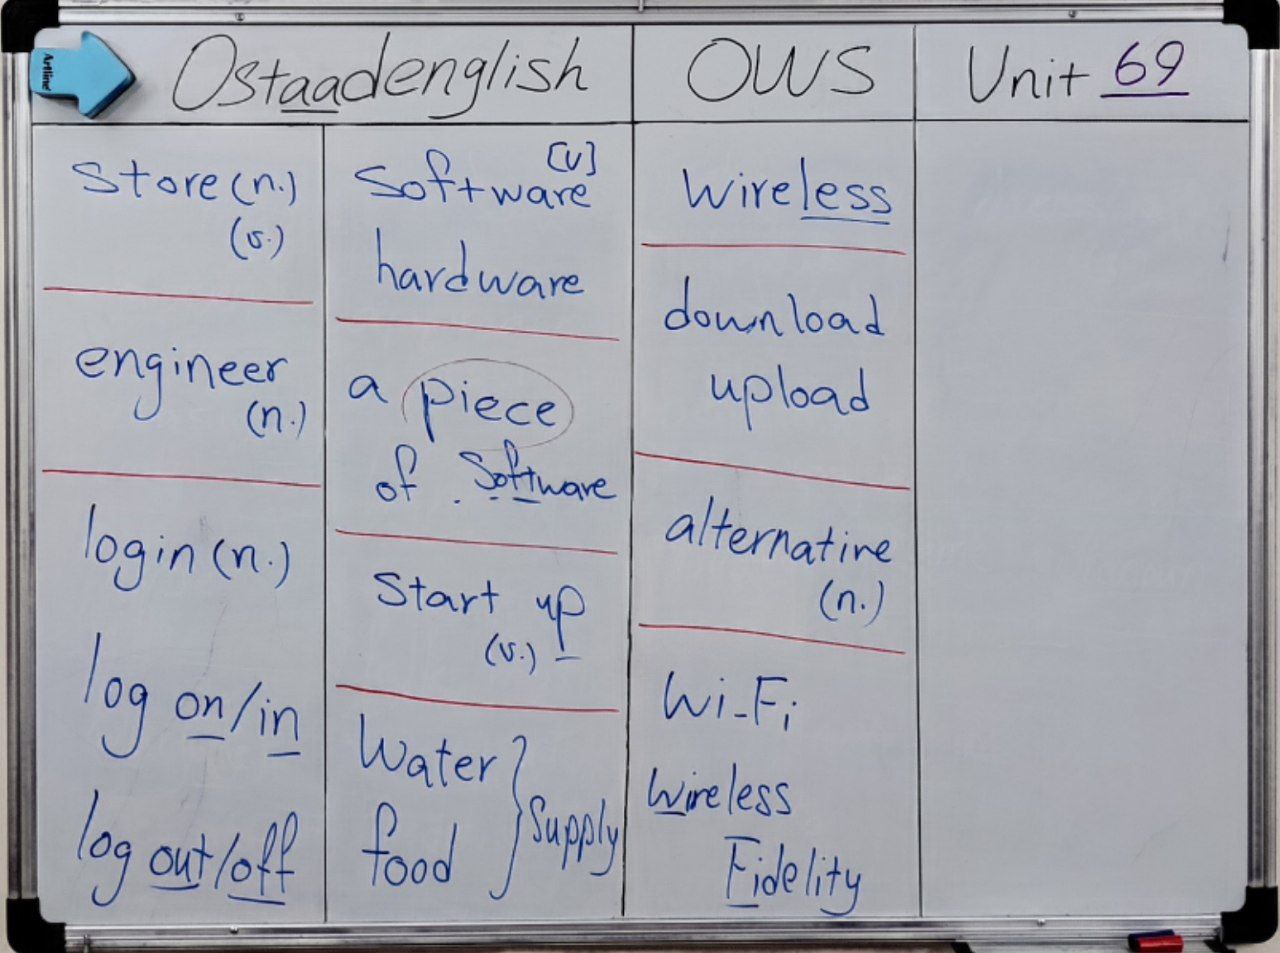 Ostaadenglish
OWS
Unit 69
Artline
store (n.)
(v.)
engineer
(n.)
login (n.)
log on/in
log out/off
Software [U]
hardware
a piece
of Software
Start up
(v.)
Water
food
Supply
wireless
download
upload
alternative
(n.)
Wi-Fi
Wireless
Fidelity